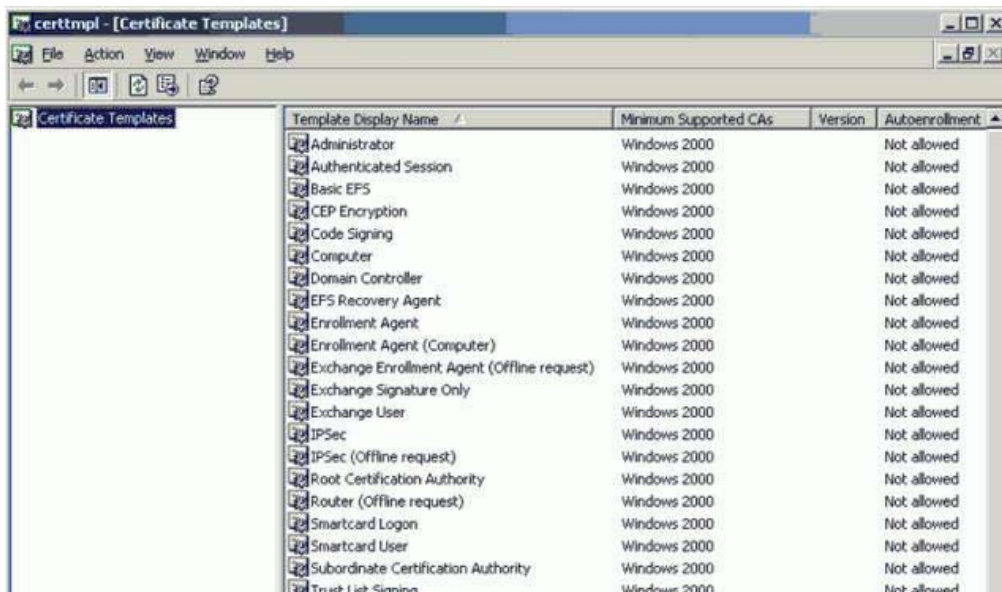 certtmpl - [Certificate Templates]
File Action View Window Help
Certificate Templates
Template Display Name Minimum Supported CAs Version Autoenrollment
Administrator Windows 2000 Not allowed
Authenticated Session Windows 2000 Not allowed
Basic EFS Windows 2000 Not allowed
CEP Encryption Windows 2000 Not allowed
Code Signing Windows 2000 Not allowed
Computer Windows 2000 Not allowed
Domain Controller Windows 2000 Not allowed
EFS Recovery Agent Windows 2000 Not allowed
Enrollment Agent Windows 2000 Not allowed
Enrollment Agent (Computer) Windows 2000 Not allowed
Exchange Enrollment Agent (Offline request) Windows 2000 Not allowed
Exchange Signature Only Windows 2000 Not allowed
Exchange User Windows 2000 Not allowed
IPSec Windows 2000 Not allowed
IPSec (Offline request) Windows 2000 Not allowed
Root Certification Authority Windows 2000 Not allowed
Router (Offline request) Windows 2000 Not allowed
Smartcard Logon Windows 2000 Not allowed
Smartcard User Windows 2000 Not allowed
Subordinate Certification Authority Windows 2000 Not allowed
Trust List Signing Windows 2000 Not allowed